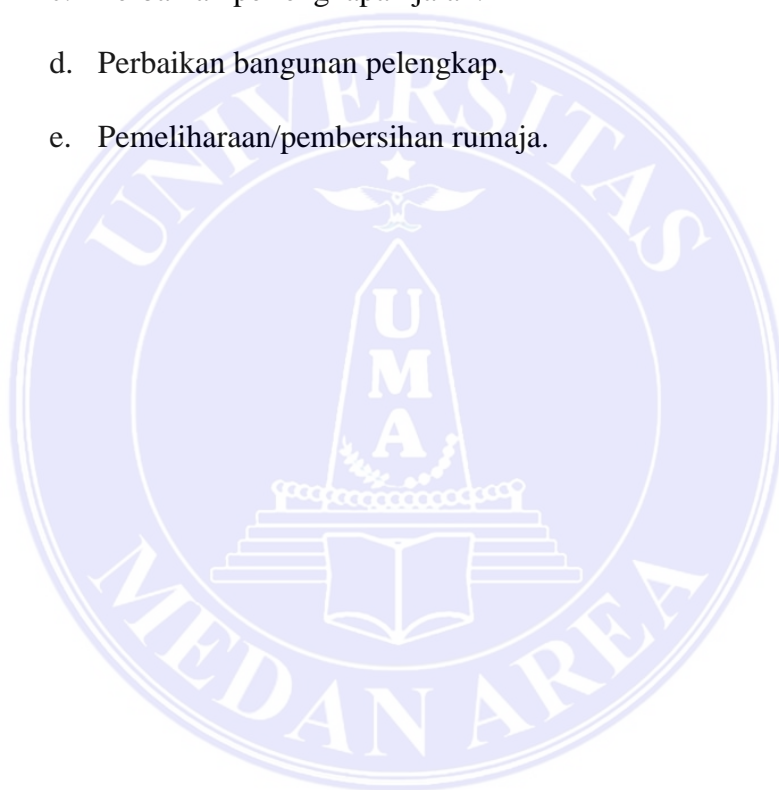 d. Perbaikan bangunan pelengkap.
e. Pemeliharaan/pembersihan rumaja.
UNIVERSITAS
U
M
A
MEDAN AREA